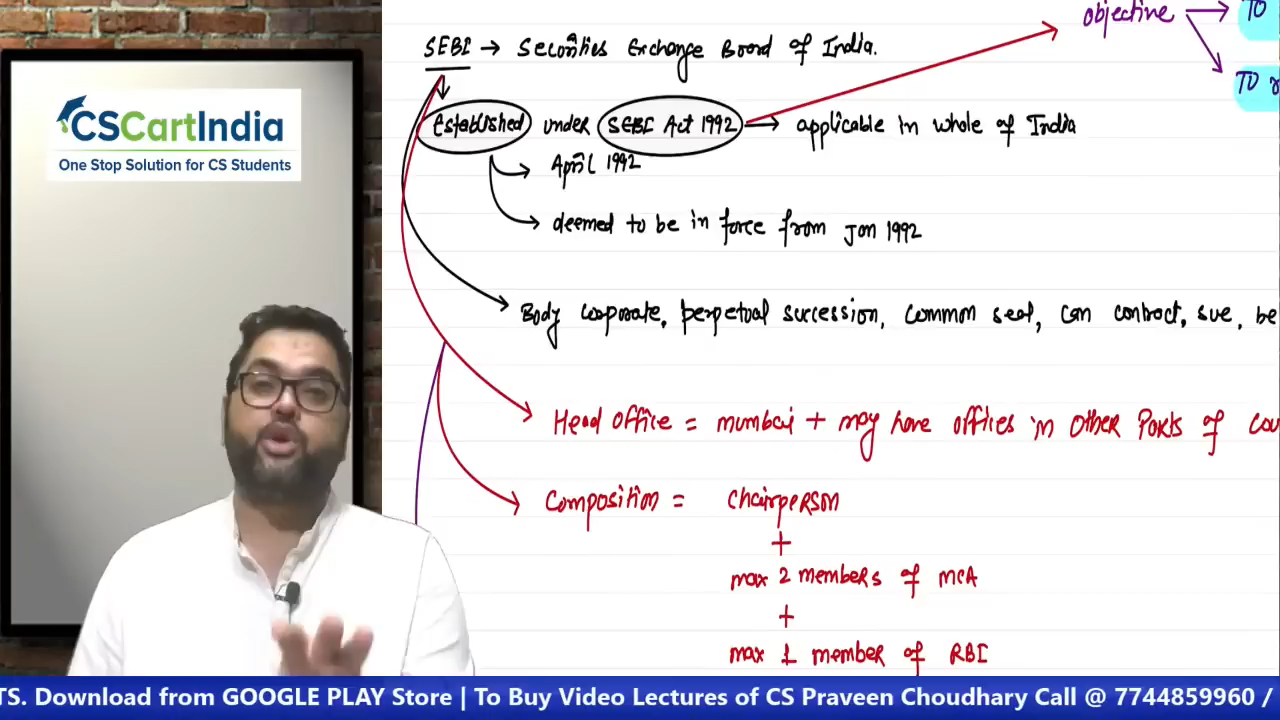 objective → TO
SEBI → Securities Exchange Board of India.
TO
CSCartIndia
One Stop Solution for CS Students
Established under SEBI Act 1992 → applicable in whole of India
April 1992
deemed to be in force from Jan 1992
Body corporate, perpetual succession, common seal, can contract, sue, be
Head office = mumbai + may have offices in other Parts of
Composition = chairperson
+
max 2 members of MCA
+
max 1 member of RBI
TS. Download from GOOGLE PLAY Store | To Buy Video Lectures of CS Praveen Choudhary Call @ 7744859960 /